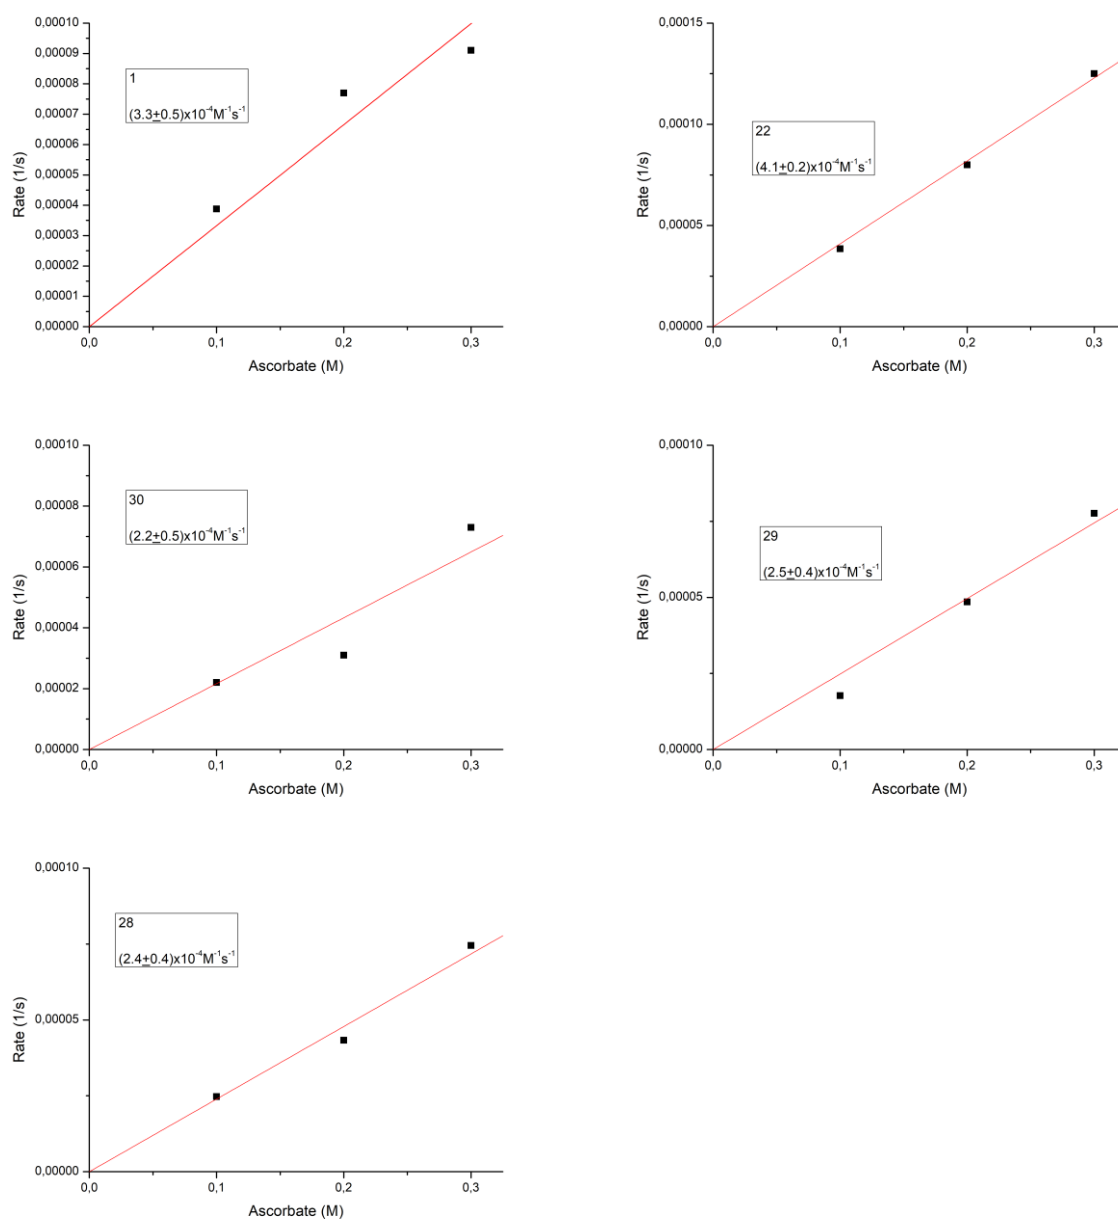 0,00010
0,00009
0,00008
0,00007
0,00006
0,00005
0,00004
0,00003
0,00002
0,00001
0,00000
Rate (1/s)
1
(3.3±0.5)x10⁻⁴M⁻¹s⁻¹
0,0 0,1 0,2 0,3
Ascorbate (M)
0,00015
0,00010
0,00005
0,00000
Rate (1/s)
22
(4.1±0.2)x10⁻⁴M⁻¹s⁻¹
0,0 0,1 0,2 0,3
Ascorbate (M)
0,00010
0,00008
0,00006
0,00004
0,00002
0,00000
Rate (1/s)
30
(2.2±0.5)x10⁻⁴M⁻¹s⁻¹
0,0 0,1 0,2 0,3
Ascorbate (M)
0,00010
0,00005
0,00000
Rate (1/s)
29
(2.5±0.4)x10⁻⁴M⁻¹s⁻¹
0,0 0,1 0,2 0,3
Ascorbate (M)
0,00010
0,00005
0,00000
Rate (1/s)
28
(2.4±0.4)x10⁻⁴M⁻¹s⁻¹
0,0 0,1 0,2 0,3
Ascorbate (M)